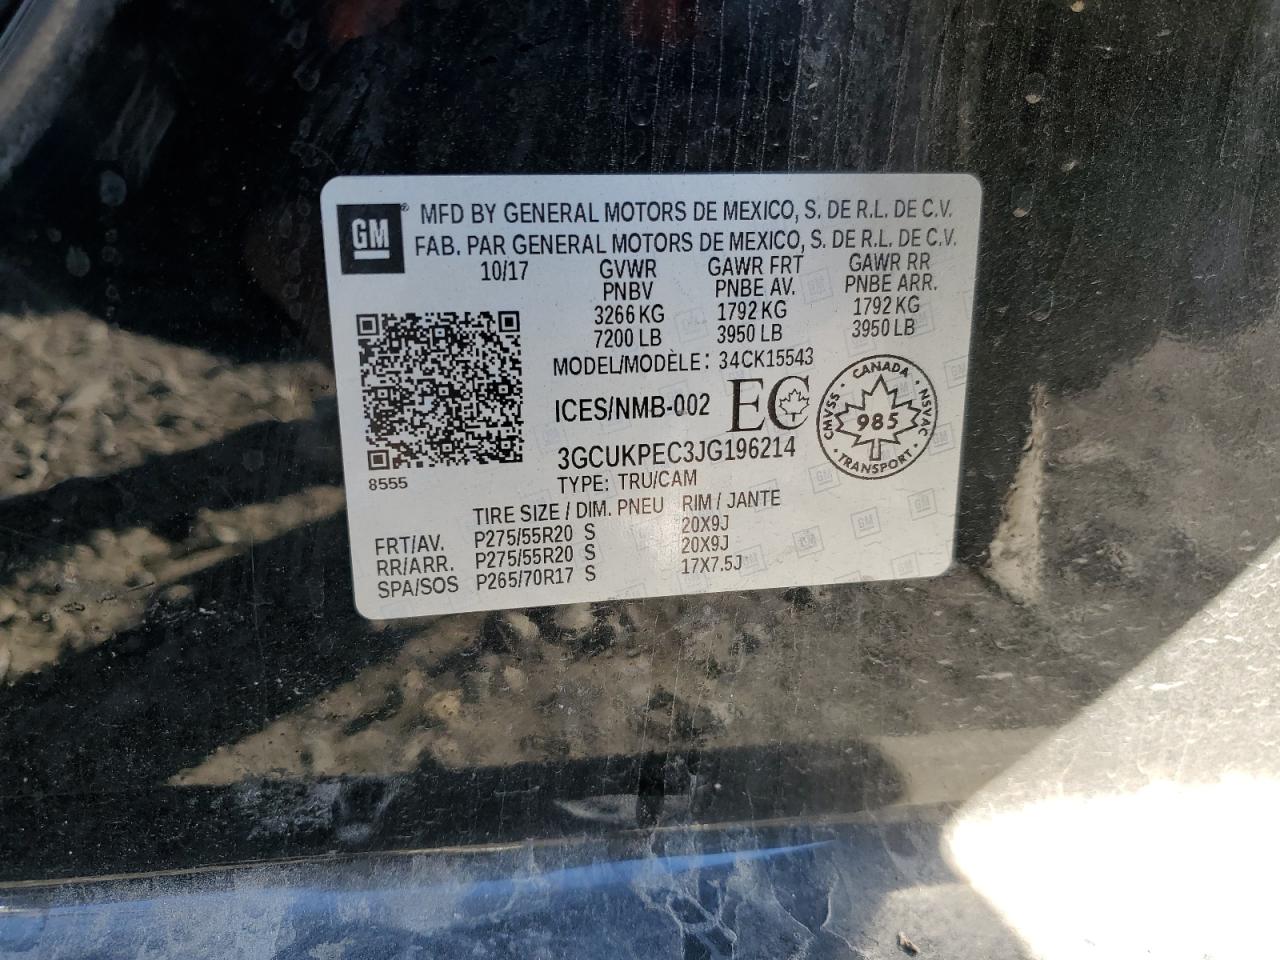 GM ®
MFD BY GENERAL MOTORS DE MEXICO, S. DE R.L. DE C.V.
FAB. PAR GENERAL MOTORS DE MEXICO, S. DE R.L. DE C.V.
10/17 GVWR GAWR FRT GAWR RR
PNBV PNBE AV. PNBE ARR.
3266 KG 1792 KG 1792 KG
7200 LB 3950 LB 3950 LB
MODEL/MODÈLE: 34CK15543
ICES/NMB-002 EC
CANADA
CMVSS · NSVAC
985
TRANSPORT
3GCUKPEC3JG196214
8555
TYPE: TRU/CAM
TIRE SIZE / DIM. PNEU RIM / JANTE
FRT/AV. P275/55R20 S 20X9J
RR/ARR. P275/55R20 S 20X9J
SPA/SOS P265/70R17 S 17X7.5J